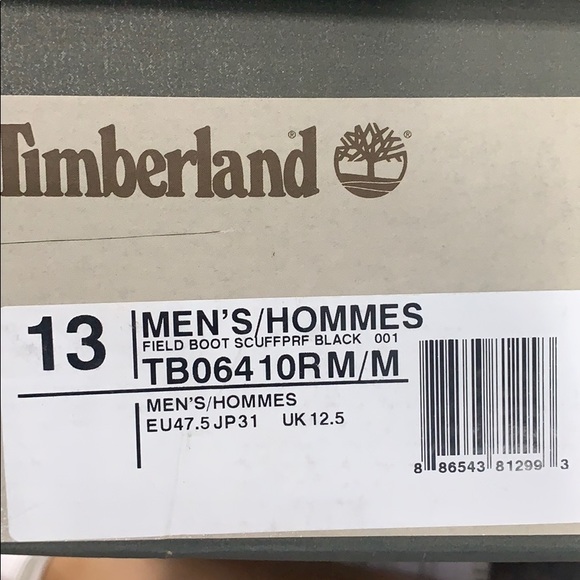 Timberland
13
MEN'S/HOMMES
FIELD BOOT SCUFFPRF BLACK 001
TB06410R M/M
MEN'S/HOMMES
EU47.5 JP31 UK 12.5
8 86543 81299 3